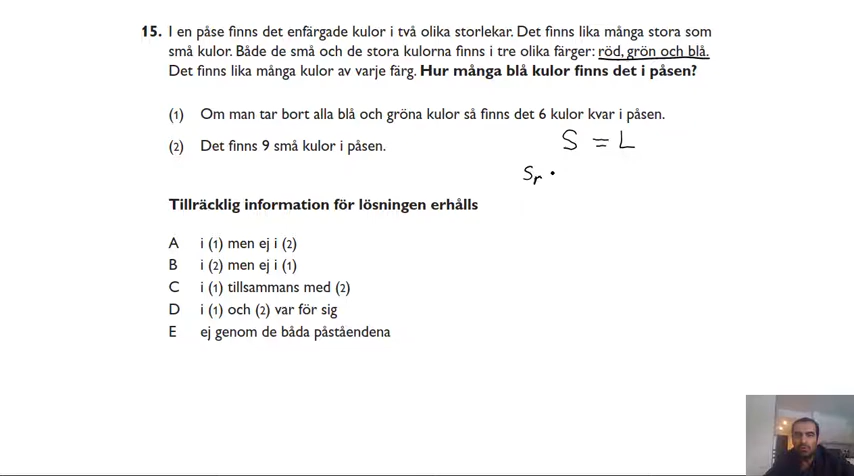 15. I en påse finns det enfärgade kulor i två olika storlekar. Det finns lika många stora som
små kulor. Både de små och de stora kulorna finns i tre olika färger: röd, grön och blå.
Det finns lika många kulor av varje färg. Hur många blå kulor finns det i påsen?
(1) Om man tar bort alla blå och gröna kulor så finns det 6 kulor kvar i påsen.
(2) Det finns 9 små kulor i påsen.
S = L
Sr ·
Tillräcklig information för lösningen erhålls
A i (1) men ej i (2)
B i (2) men ej i (1)
C i (1) tillsammans med (2)
D i (1) och (2) var för sig
E ej genom de båda påståendena